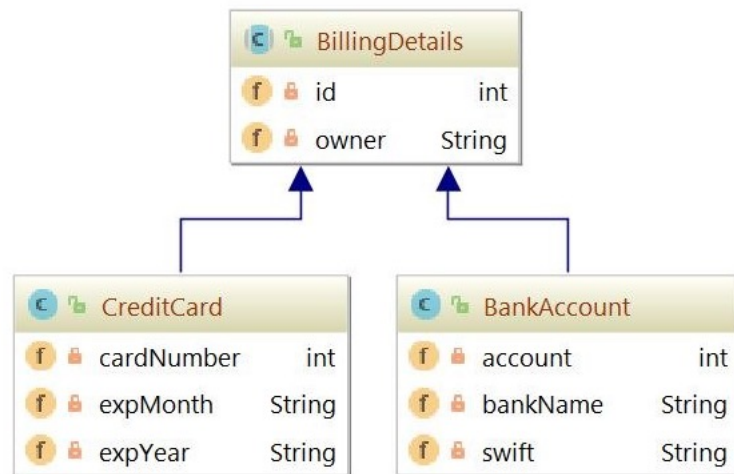 BillingDetails
id int
owner String
CreditCard
cardNumber int
expMonth String
expYear String
BankAccount
account int
bankName String
swift String